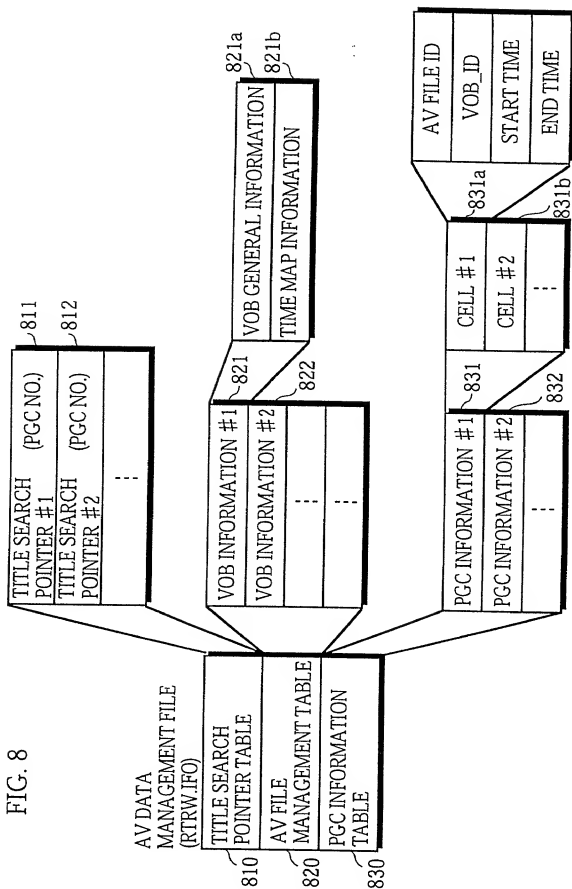 FIG. 8
AV DATA
MANAGEMENT FILE
(RTRW.IFO)
810
TITLE SEARCH
POINTER TABLE
820
AV FILE
MANAGEMENT TABLE
830
PGC INFORMATION
TABLE
TITLE SEARCH (PGC NO.)
POINTER #1
811
TITLE SEARCH (PGC NO.)
POINTER #2
812
VOB INFORMATION #1
821
VOB INFORMATION #2
822
VOB GENERAL INFORMATION
821a
TIME MAP INFORMATION
821b
PGC INFORMATION #1
831
PGC INFORMATION #2
832
CELL #1
831a
CELL #2
831b
AV FILE ID
VOB_ID
START TIME
END TIME